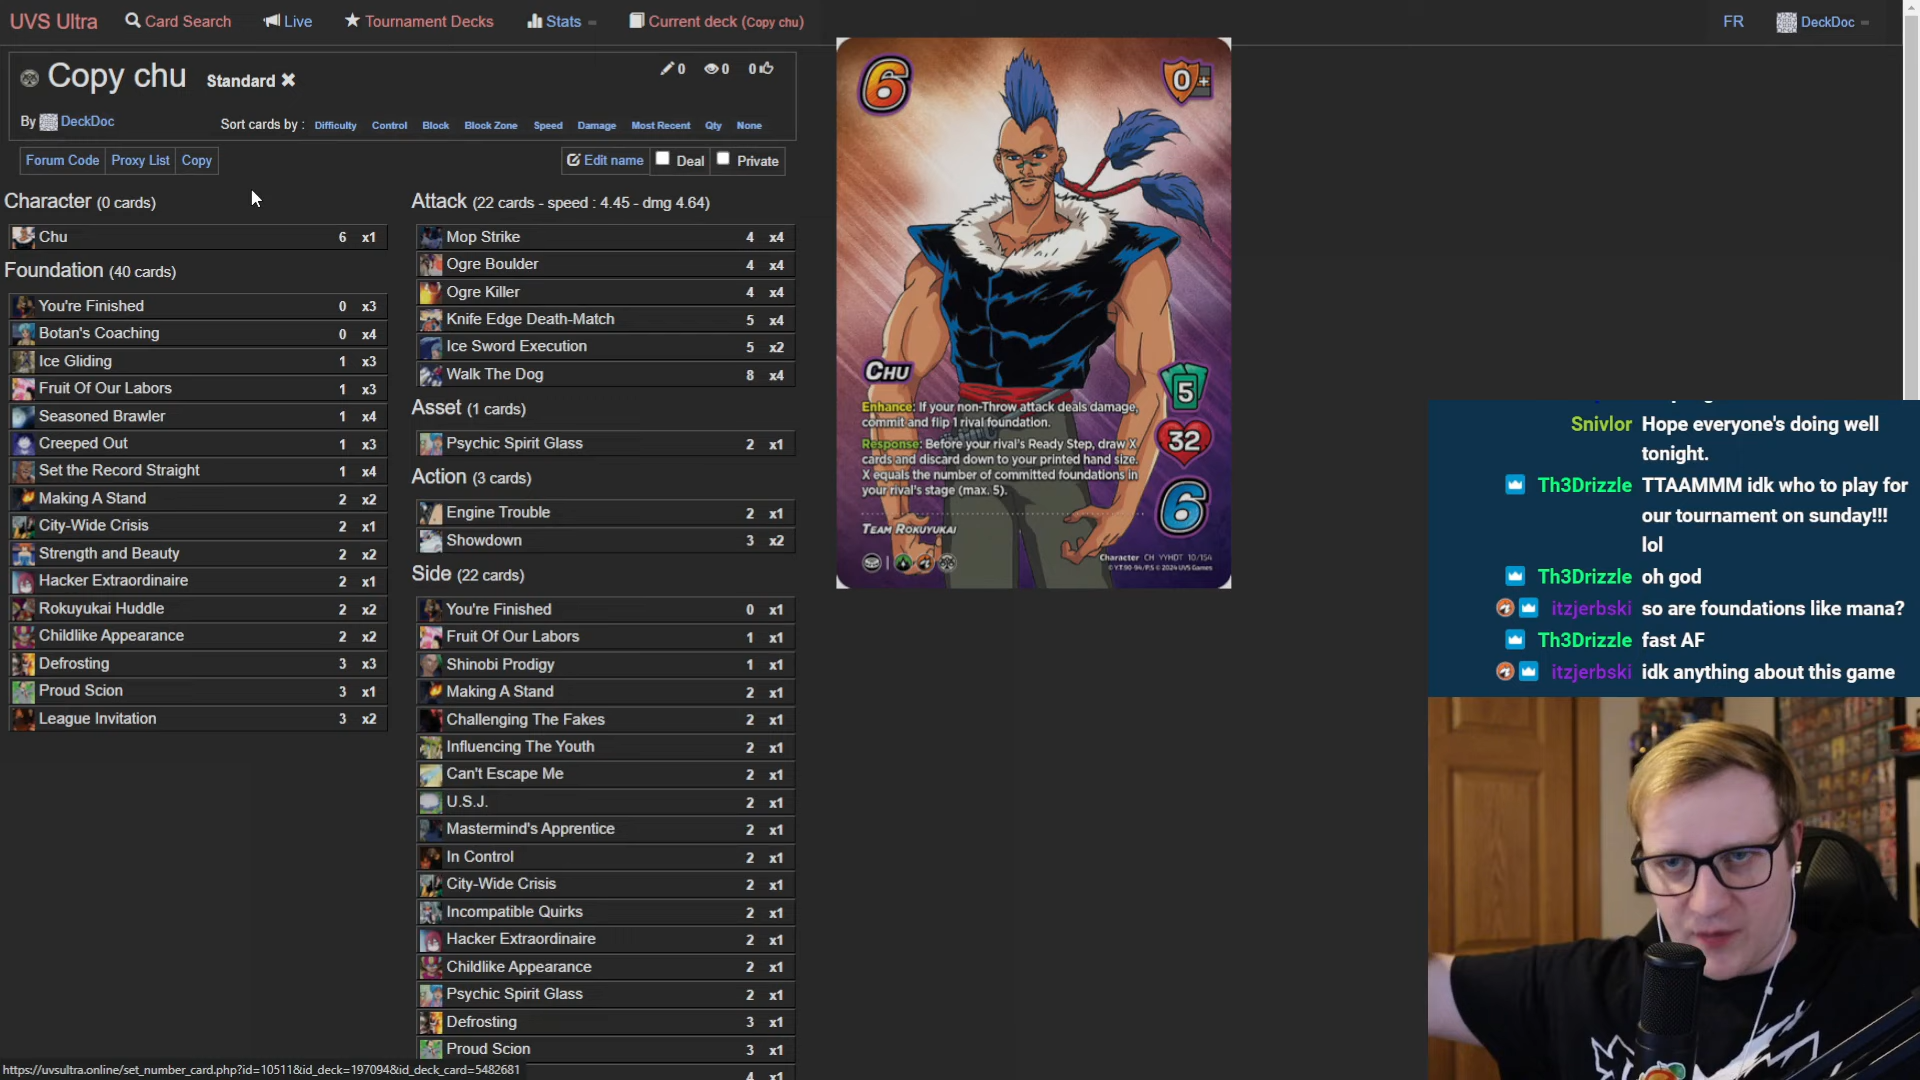 UVS Ultra Card Search Live Tournament Decks Stats Current deck (Copy chu) FR DeckDoc
Copy chu Standard ✖ 0 0 0
By DeckDoc Sort cards by : Difficulty Control Block Block Zone Speed Damage Most Recent Qty None
Forum Code Proxy List Copy Edit name Deal Private
Character (0 cards)
Chu 6 x1
Foundation (40 cards)
You're Finished 0 x3
Botan's Coaching 0 x4
Ice Gliding 1 x3
Fruit Of Our Labors 1 x3
Seasoned Brawler 1 x4
Creeped Out 1 x3
Set the Record Straight 1 x4
Making A Stand 2 x2
City-Wide Crisis 2 x1
Strength and Beauty 2 x2
Hacker Extraordinaire 2 x1
Rokuyukai Huddle 2 x2
Childlike Appearance 2 x2
Defrosting 3 x3
Proud Scion 3 x1
League Invitation 3 x2
Attack (22 cards - speed : 4.45 - dmg 4.64)
Mop Strike 4 x4
Ogre Boulder 4 x4
Ogre Killer 4 x4
Knife Edge Death-Match 5 x4
Ice Sword Execution 5 x2
Walk The Dog 8 x4
Asset (1 cards)
Psychic Spirit Glass 2 x1
Action (3 cards)
Engine Trouble 2 x1
Showdown 3 x2
Side (22 cards)
You're Finished 0 x1
Fruit Of Our Labors 1 x1
Shinobi Prodigy 1 x1
Making A Stand 2 x1
Challenging The Fakes 2 x1
Influencing The Youth 2 x1
Can't Escape Me 2 x1
U.S.J. 2 x1
Mastermind's Apprentice 2 x1
In Control 2 x1
City-Wide Crisis 2 x1
Incompatible Quirks 2 x1
Hacker Extraordinaire 2 x1
Childlike Appearance 2 x1
Psychic Spirit Glass 2 x1
Defrosting 3 x1
Proud Scion 3 x1
4 x1
6 0+
Chu
5
32
6
Enhance: If your non-Throw attack deals damage,
commit and flip 1 rival foundation.
Response: Before your rival's Ready Step, draw X
cards and discard down to your printed hand size.
X equals the number of committed foundations in
your rival's stage (max. 5).
Team Rokuyukai
Character CH YYHDT 10/154
© 2024 UVS Games
Snivlor Hope everyone's doing well
tonight.
Th3Drizzle TTAAMMM idk who to play for
our tournament on sunday!!!
lol
Th3Drizzle oh god
itzjerbski so are foundations like mana?
Th3Drizzle fast AF
itzjerbski idk anything about this game
https://uvsultra.online/set_number_card.php?id=10511&id_deck=197094&id_deck_card=5482681